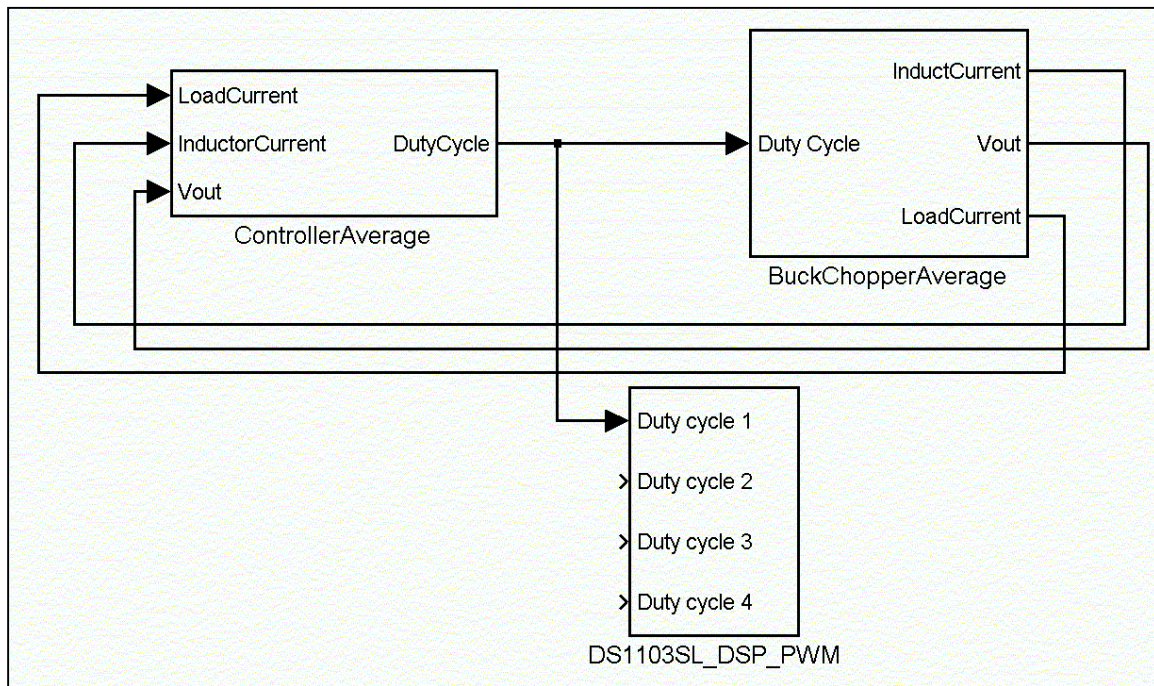 LoadCurrent
InductorCurrent
Vout
DutyCycle
ControllerAverage
Duty Cycle
InductCurrent
Vout
LoadCurrent
BuckChopperAverage
Duty cycle 1
Duty cycle 2
Duty cycle 3
Duty cycle 4
DS1103SL_DSP_PWM